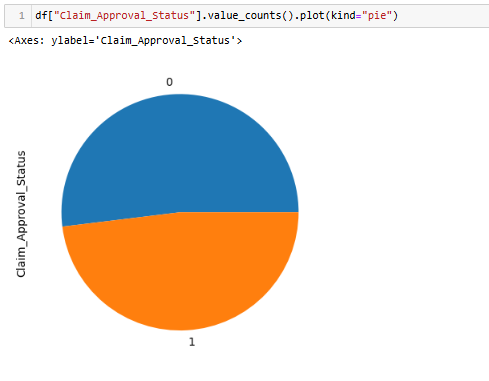 1 df["Claim_Approval_Status"].value_counts().plot(kind="pie")
<Axes: ylabel='Claim_Approval_Status'>
0
Claim_Approval_Status
1